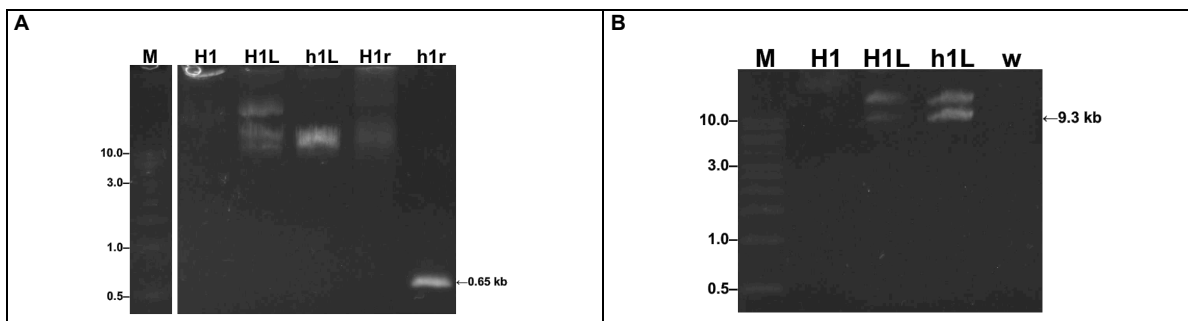 A
M H1 H1L h1L H1r h1r
10.0–
3.0–
1.0–
0.5–
←0.65 kb
B
M H1 H1L h1L w
10.0–
←9.3 kb
3.0–
1.0–
0.5–